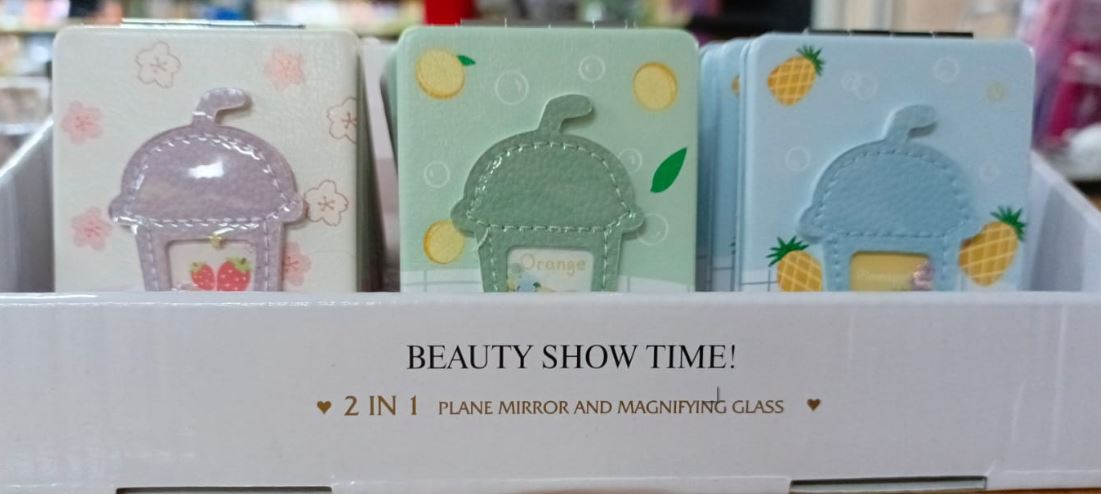 Orange
BEAUTY SHOW TIME!
♥ 2 IN 1 PLANE MIRROR AND MAGNIFYING GLASS ♥